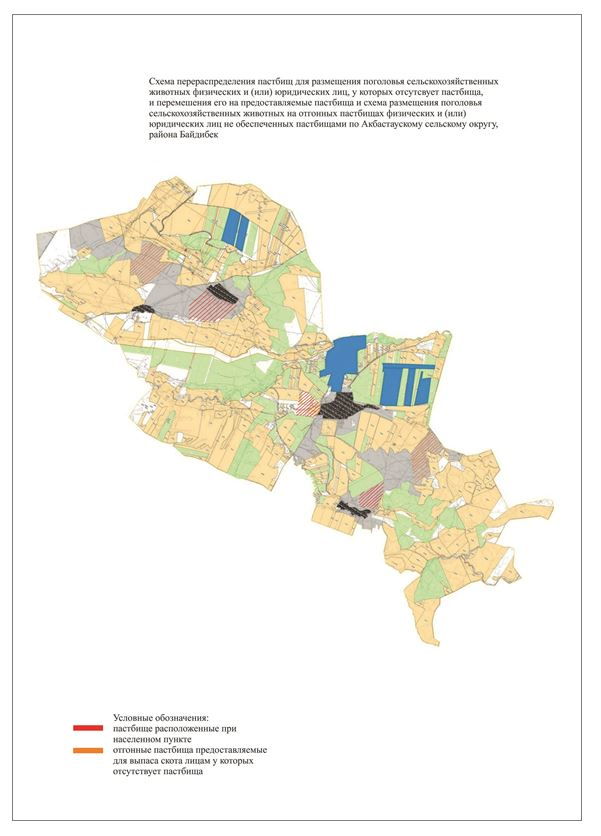 Схема перераспределения пастбищ для размещения поголовья сельскохозяйственных
животных физических и (или) юридических лиц, у которых отсутсвует пастбища,
и перемешения его на предоставляемые пастбища и схема размещения поголовья
сельскохозяйственных животных на отгонных пастбищах физических и (или)
юридических лиц не обеспеченных пастбищами по Акбастаускому сельскому округу,
района Байдибек
Условные обозначения:
пастбище расположенные при
населенном пункте
отгонные пастбища предоставляемые
для выпаса скота лицам у которых
отсутствует пастбища